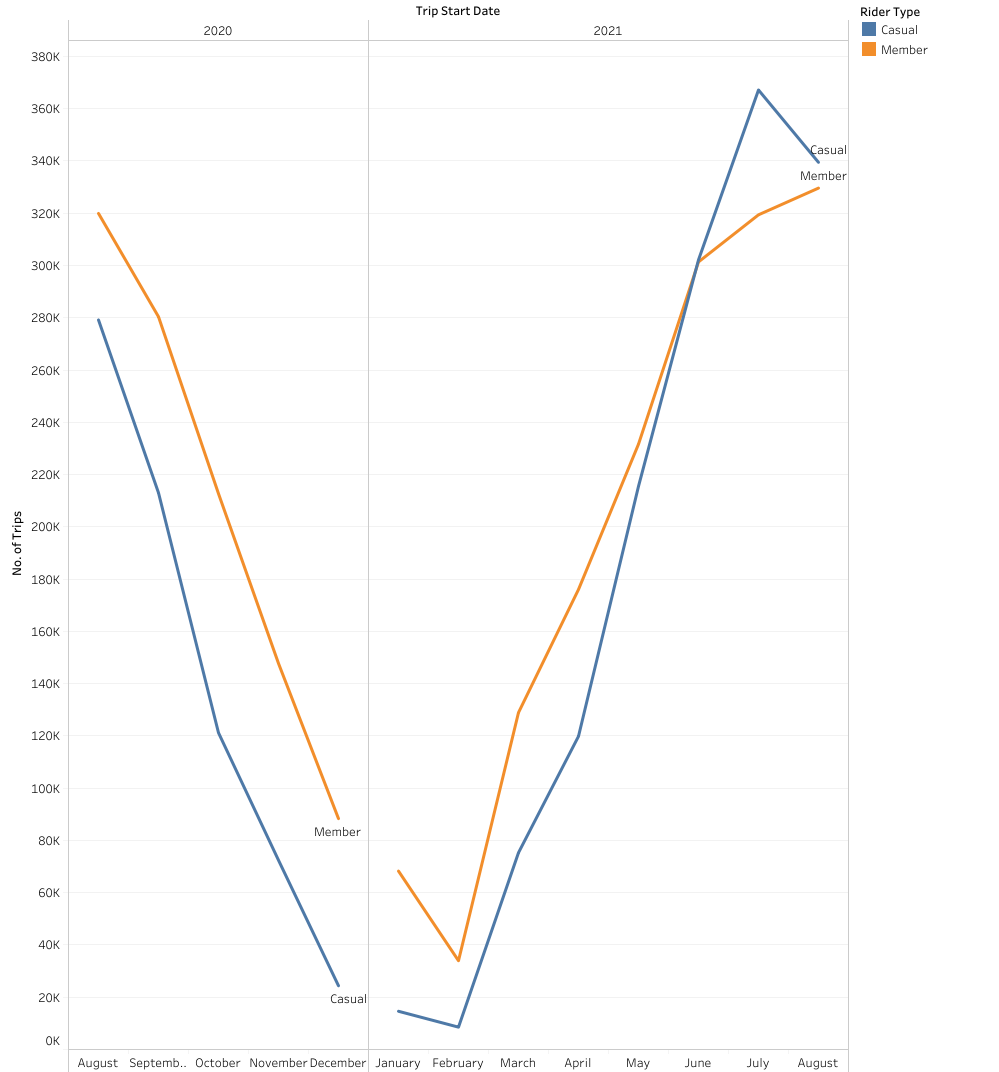 Trip Start Date
Rider Type
2020 2021
Casual
Member
380K
360K
340K
320K
300K
280K
260K
240K
220K
200K
180K
160K
140K
120K
100K
80K
60K
40K
20K
0K
No. of Trips
Casual
Member
Member
Casual
August Septemb.. October November December January February March April May June July August